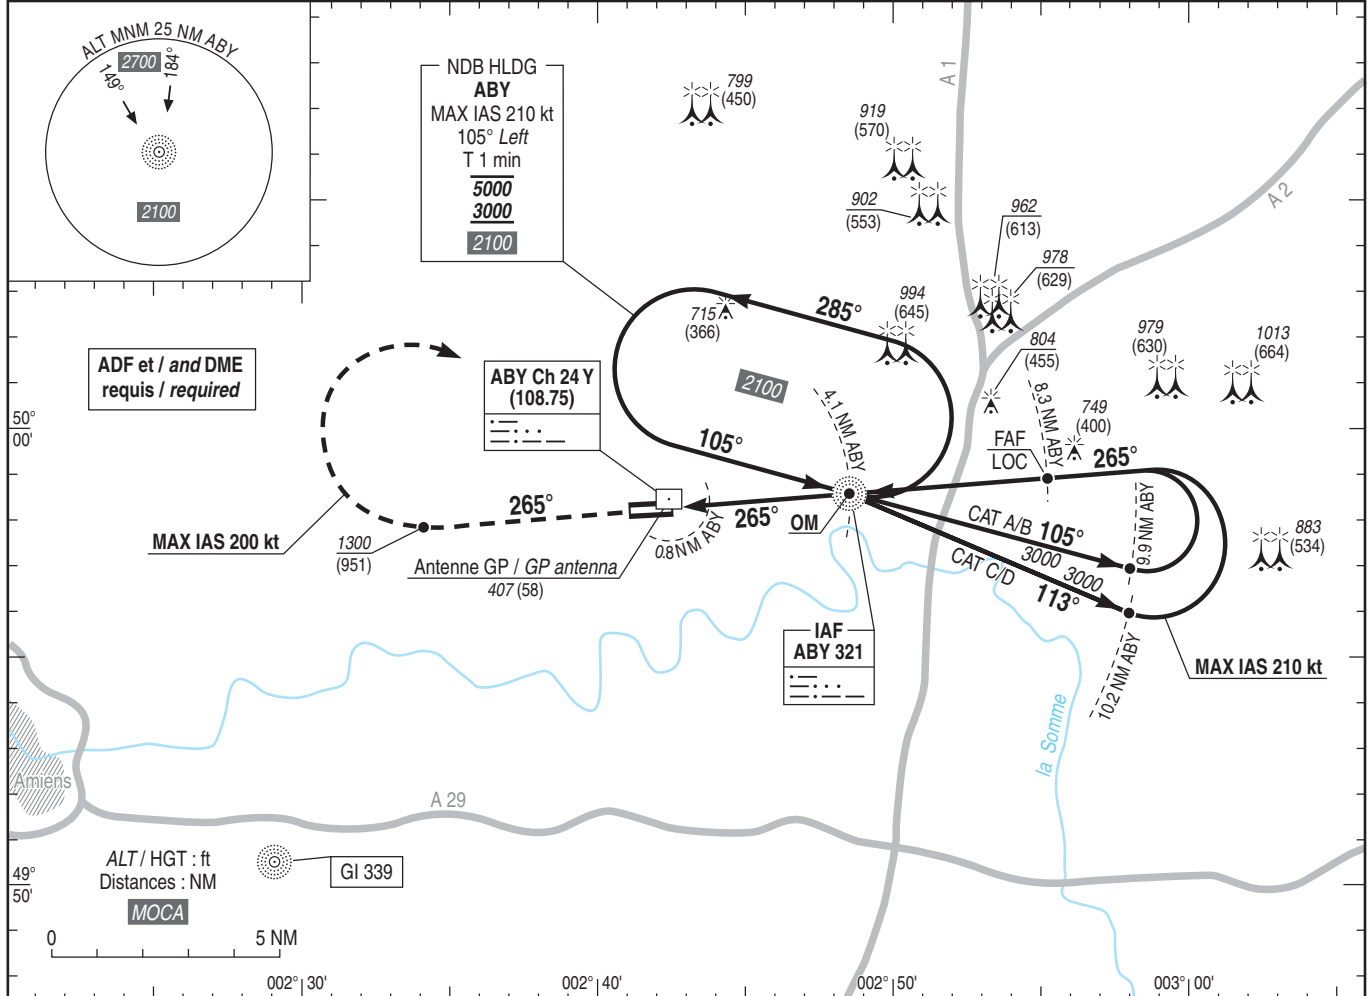 ALT MNM 25 NM ABY
2700
149°
184°
2100
NDB HLDG
ABY
MAX IAS 210 kt
105° Left
T 1 min
5000
3000
2100
799
(450)
919
(570)
902
(553)
A 1
A 2
962
(613)
978
(629)
994
(645)
715
(366)
285°
804
(455)
979
(630)
1013
(664)
749
(400)
883
(534)
ADF et / and DME
requis / required
ABY Ch 24 Y
(108.75)
2100
4.1 NM ABY
8.3 NM ABY
FAF
LOC
265°
105°
265°
265°
OM
0.8 NM ABY
CAT A/B 105°
3000
CAT C/D
3000
113°
9.9 NM ABY
10.2 NM ABY
MAX IAS 200 kt
1300
(951)
Antenne GP / GP antenna
407 (58)
IAF
ABY 321
MAX IAS 210 kt
la Somme
Amiens
A 29
ALT / HGT : ft
Distances : NM
MOCA
GI 339
0
5 NM
50°
00'
49°
50'
002° 30'
002° 40'
002° 50'
003° 00'